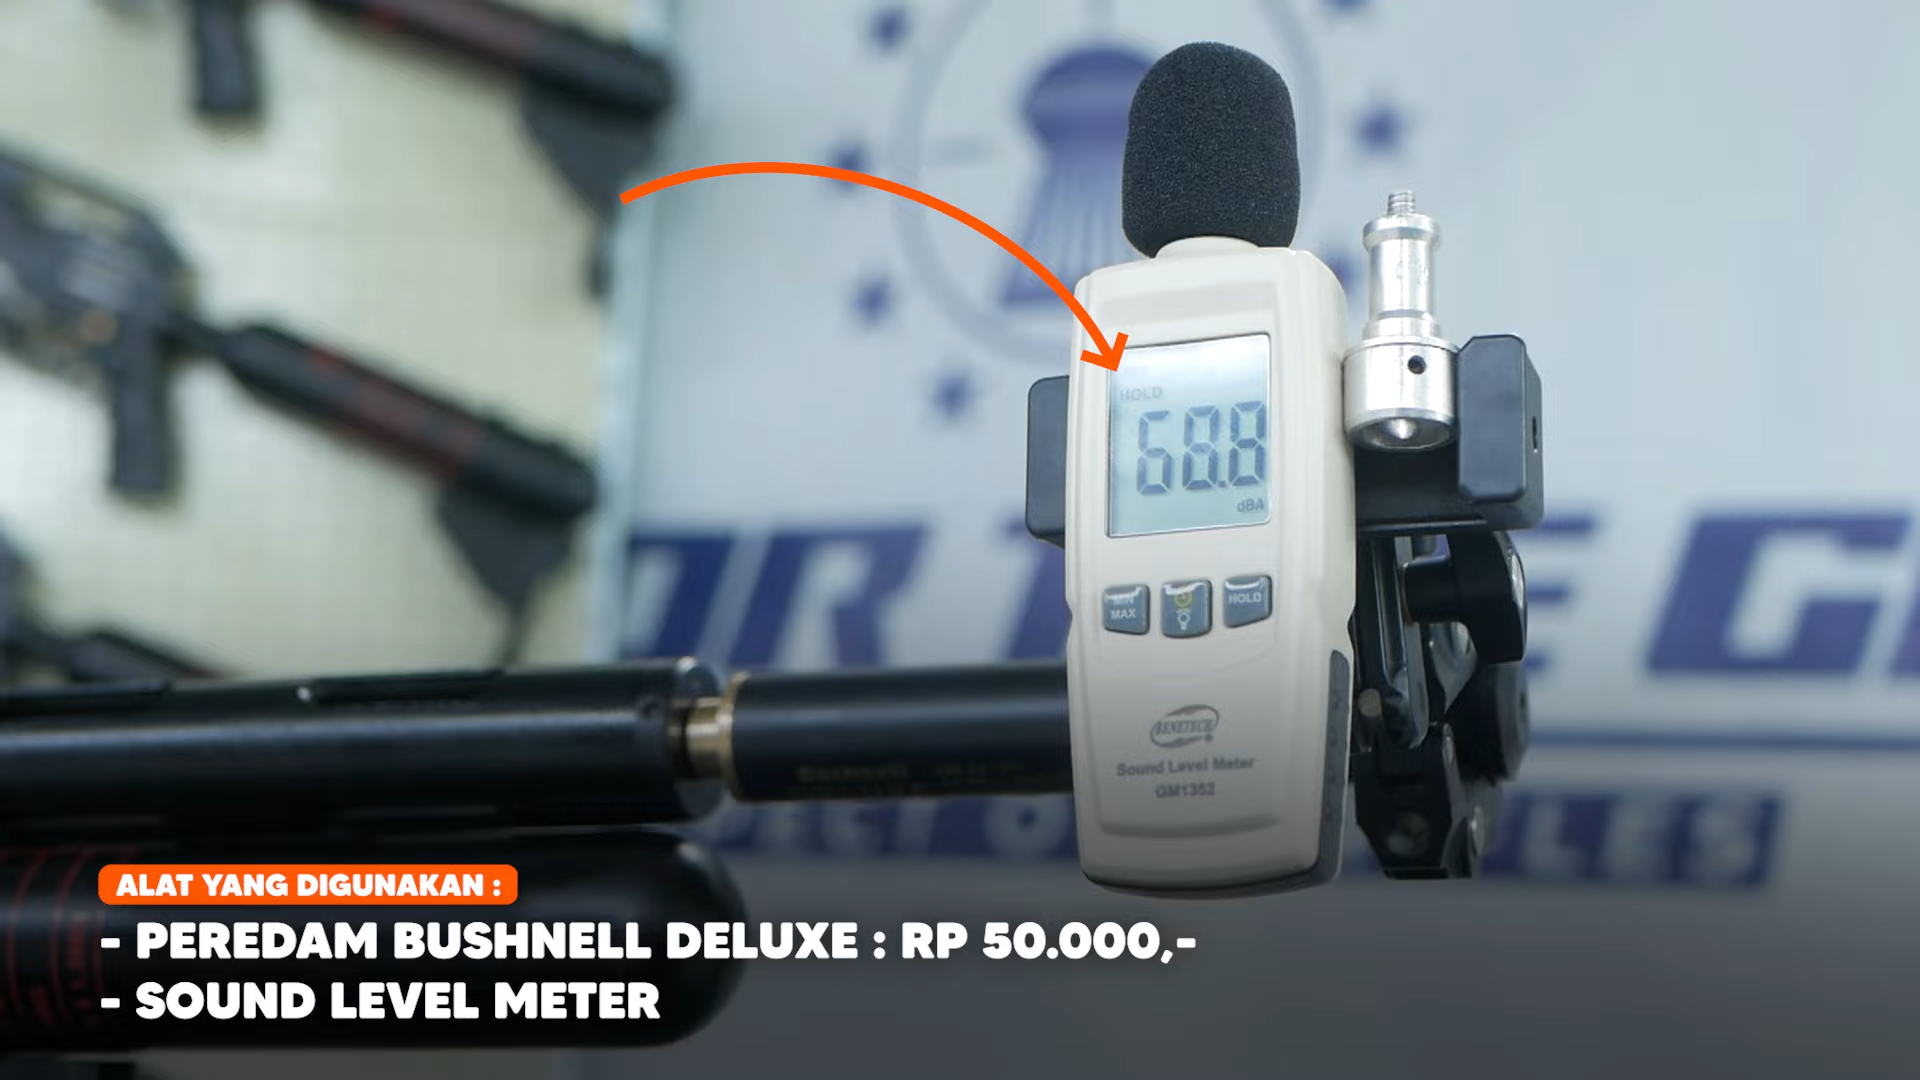 HOLD
68.8
dBA
MIN
MAX
HOLD
BENETECH
Sound Level Meter
GM1352
ALAT YANG DIGUNAKAN :
- PEREDAM BUSHNELL DELUXE : RP 50.000,-
- SOUND LEVEL METER